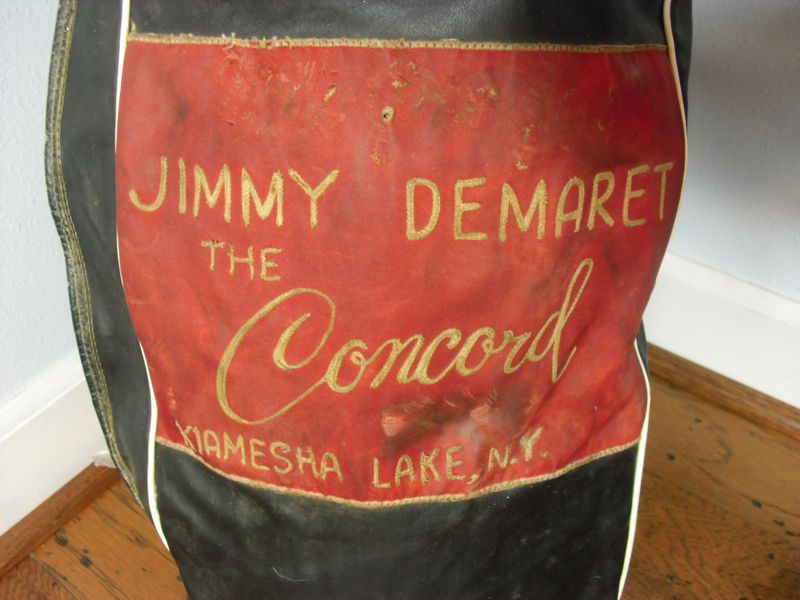 JIMMY DEMARET
THE
Concord
KIAMESHA LAKE, N.Y.